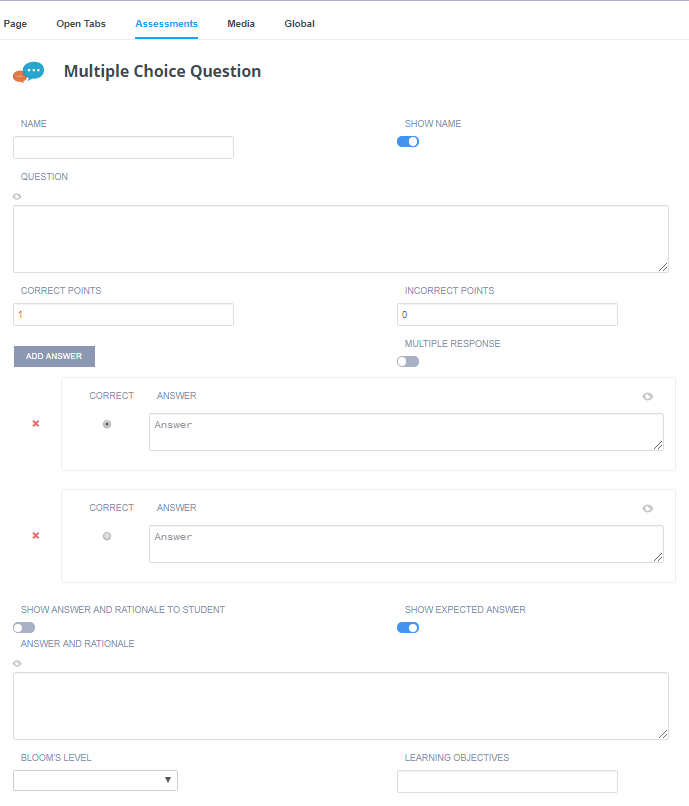 Page Open Tabs Assessments Media Global
Multiple Choice Question
NAME SHOW NAME
QUESTION
CORRECT POINTS INCORRECT POINTS
1 0
ADD ANSWER MULTIPLE RESPONSE
CORRECT ANSWER
Answer
CORRECT ANSWER
Answer
SHOW ANSWER AND RATIONALE TO STUDENT SHOW EXPECTED ANSWER
ANSWER AND RATIONALE
BLOOM'S LEVEL LEARNING OBJECTIVES